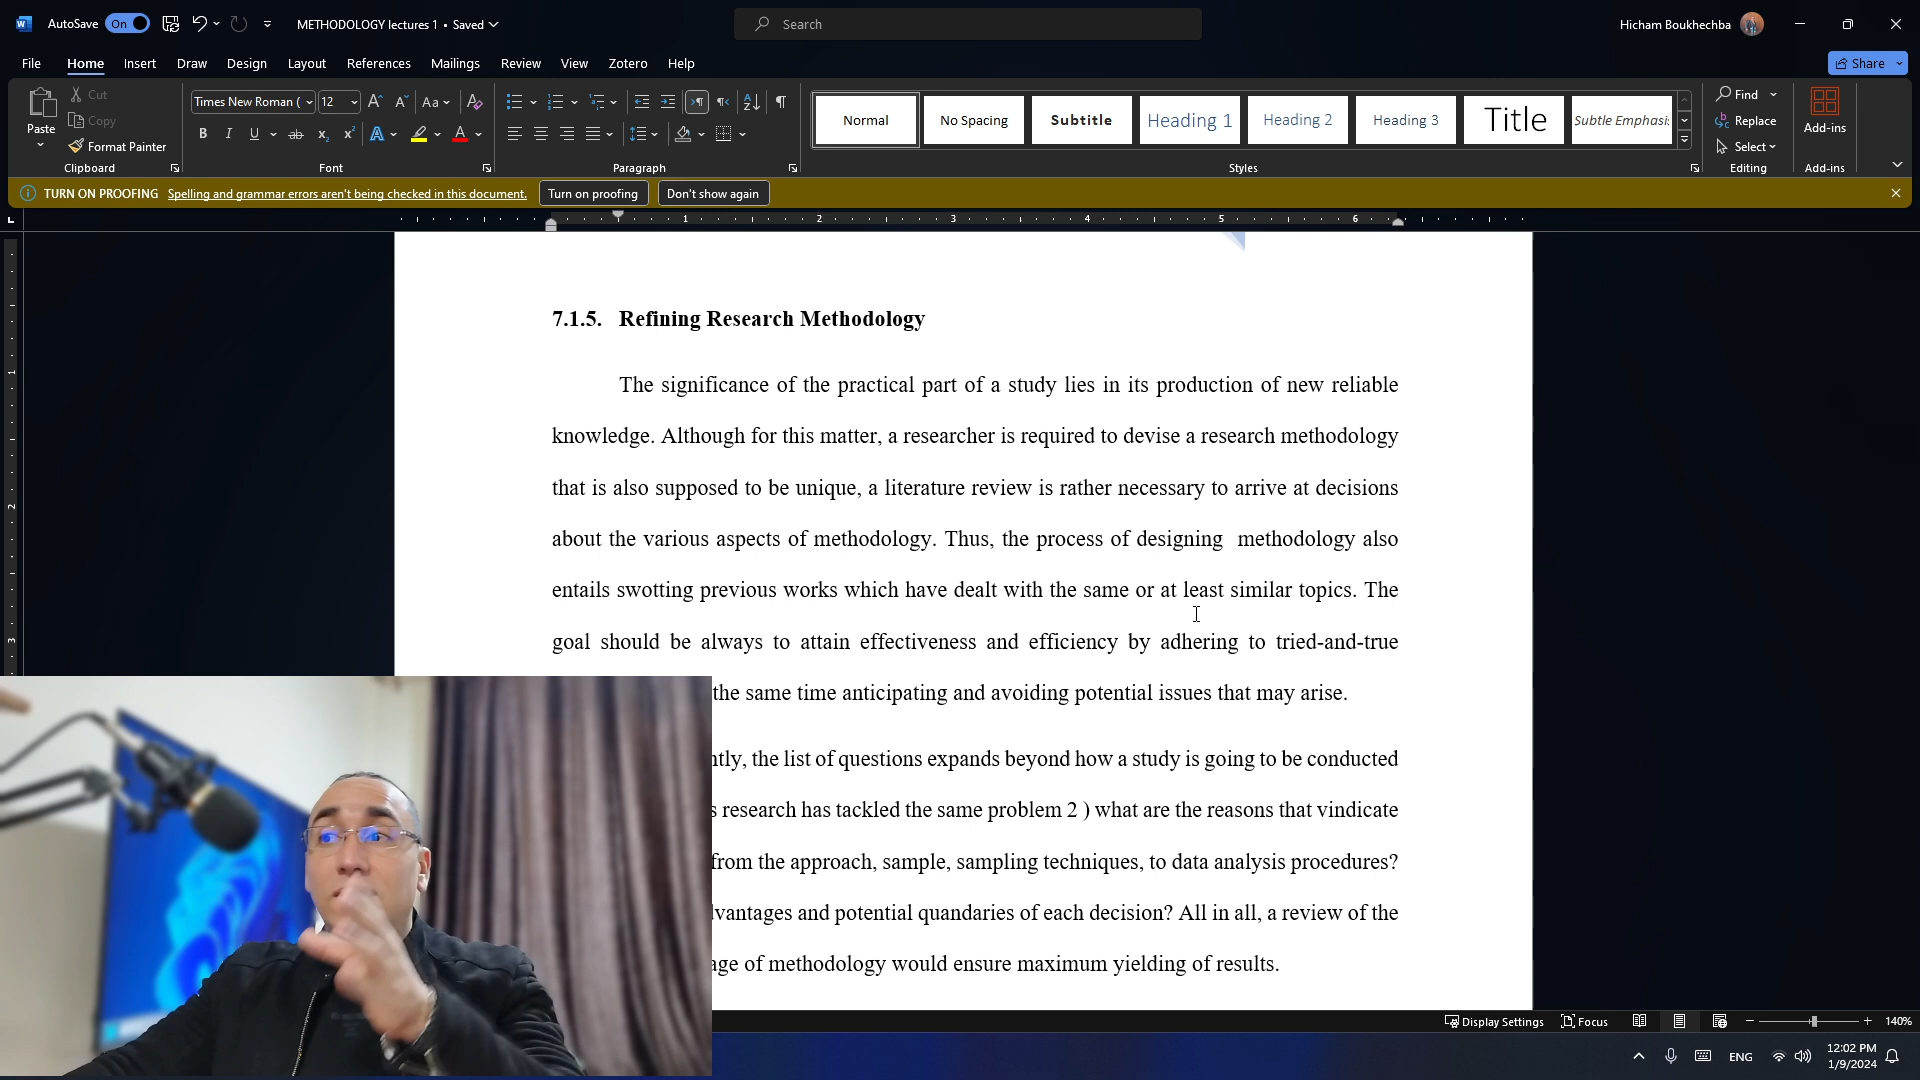 AutoSave On METHODOLOGY lectures 1 • Saved Search Hicham Boukhechba
File Home Insert Draw Design Layout References Mailings Review View Zotero Help Share
Paste Cut Copy Format Painter Clipboard
Times New Roman ( 12 Aa Font
Paragraph
Normal No Spacing Subtitle Heading 1 Heading 2 Heading 3 Title Subtle Emphasi Styles
Find Replace Select Editing
Add-ins Add-ins
TURN ON PROOFING Spelling and grammar errors aren't being checked in this document. Turn on proofing Don't show again
1 2 3 4 5 6
7.1.5. Refining Research Methodology
The significance of the practical part of a study lies in its production of new reliable
knowledge. Although for this matter, a researcher is required to devise a research methodology
that is also supposed to be unique, a literature review is rather necessary to arrive at decisions
about the various aspects of methodology. Thus, the process of designing methodology also
entails swotting previous works which have dealt with the same or at least similar topics. The
goal should be always to attain effectiveness and efficiency by adhering to tried-and-true
the same time anticipating and avoiding potential issues that may arise.
ntly, the list of questions expands beyond how a study is going to be conducted
s research has tackled the same problem 2 ) what are the reasons that vindicate
from the approach, sample, sampling techniques, to data analysis procedures?
dvantages and potential quandaries of each decision? All in all, a review of the
age of methodology would ensure maximum yielding of results.
Display Settings Focus 140%
ENG 12:02 PM
1/9/2024